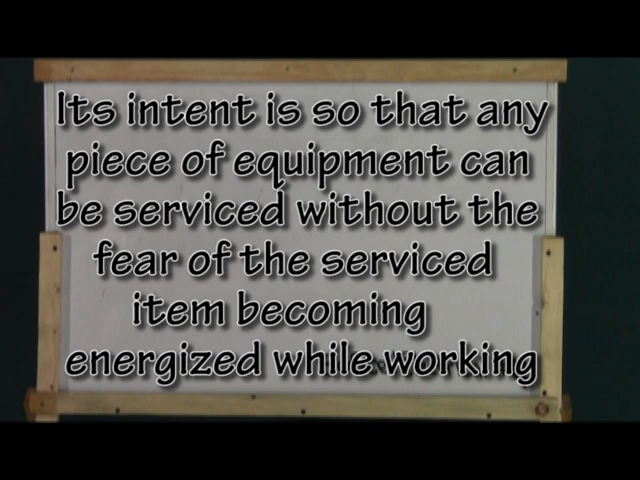 Its intent is so that any
piece of equipment can
be serviced without the
fear of the serviced
item becoming
energized while working